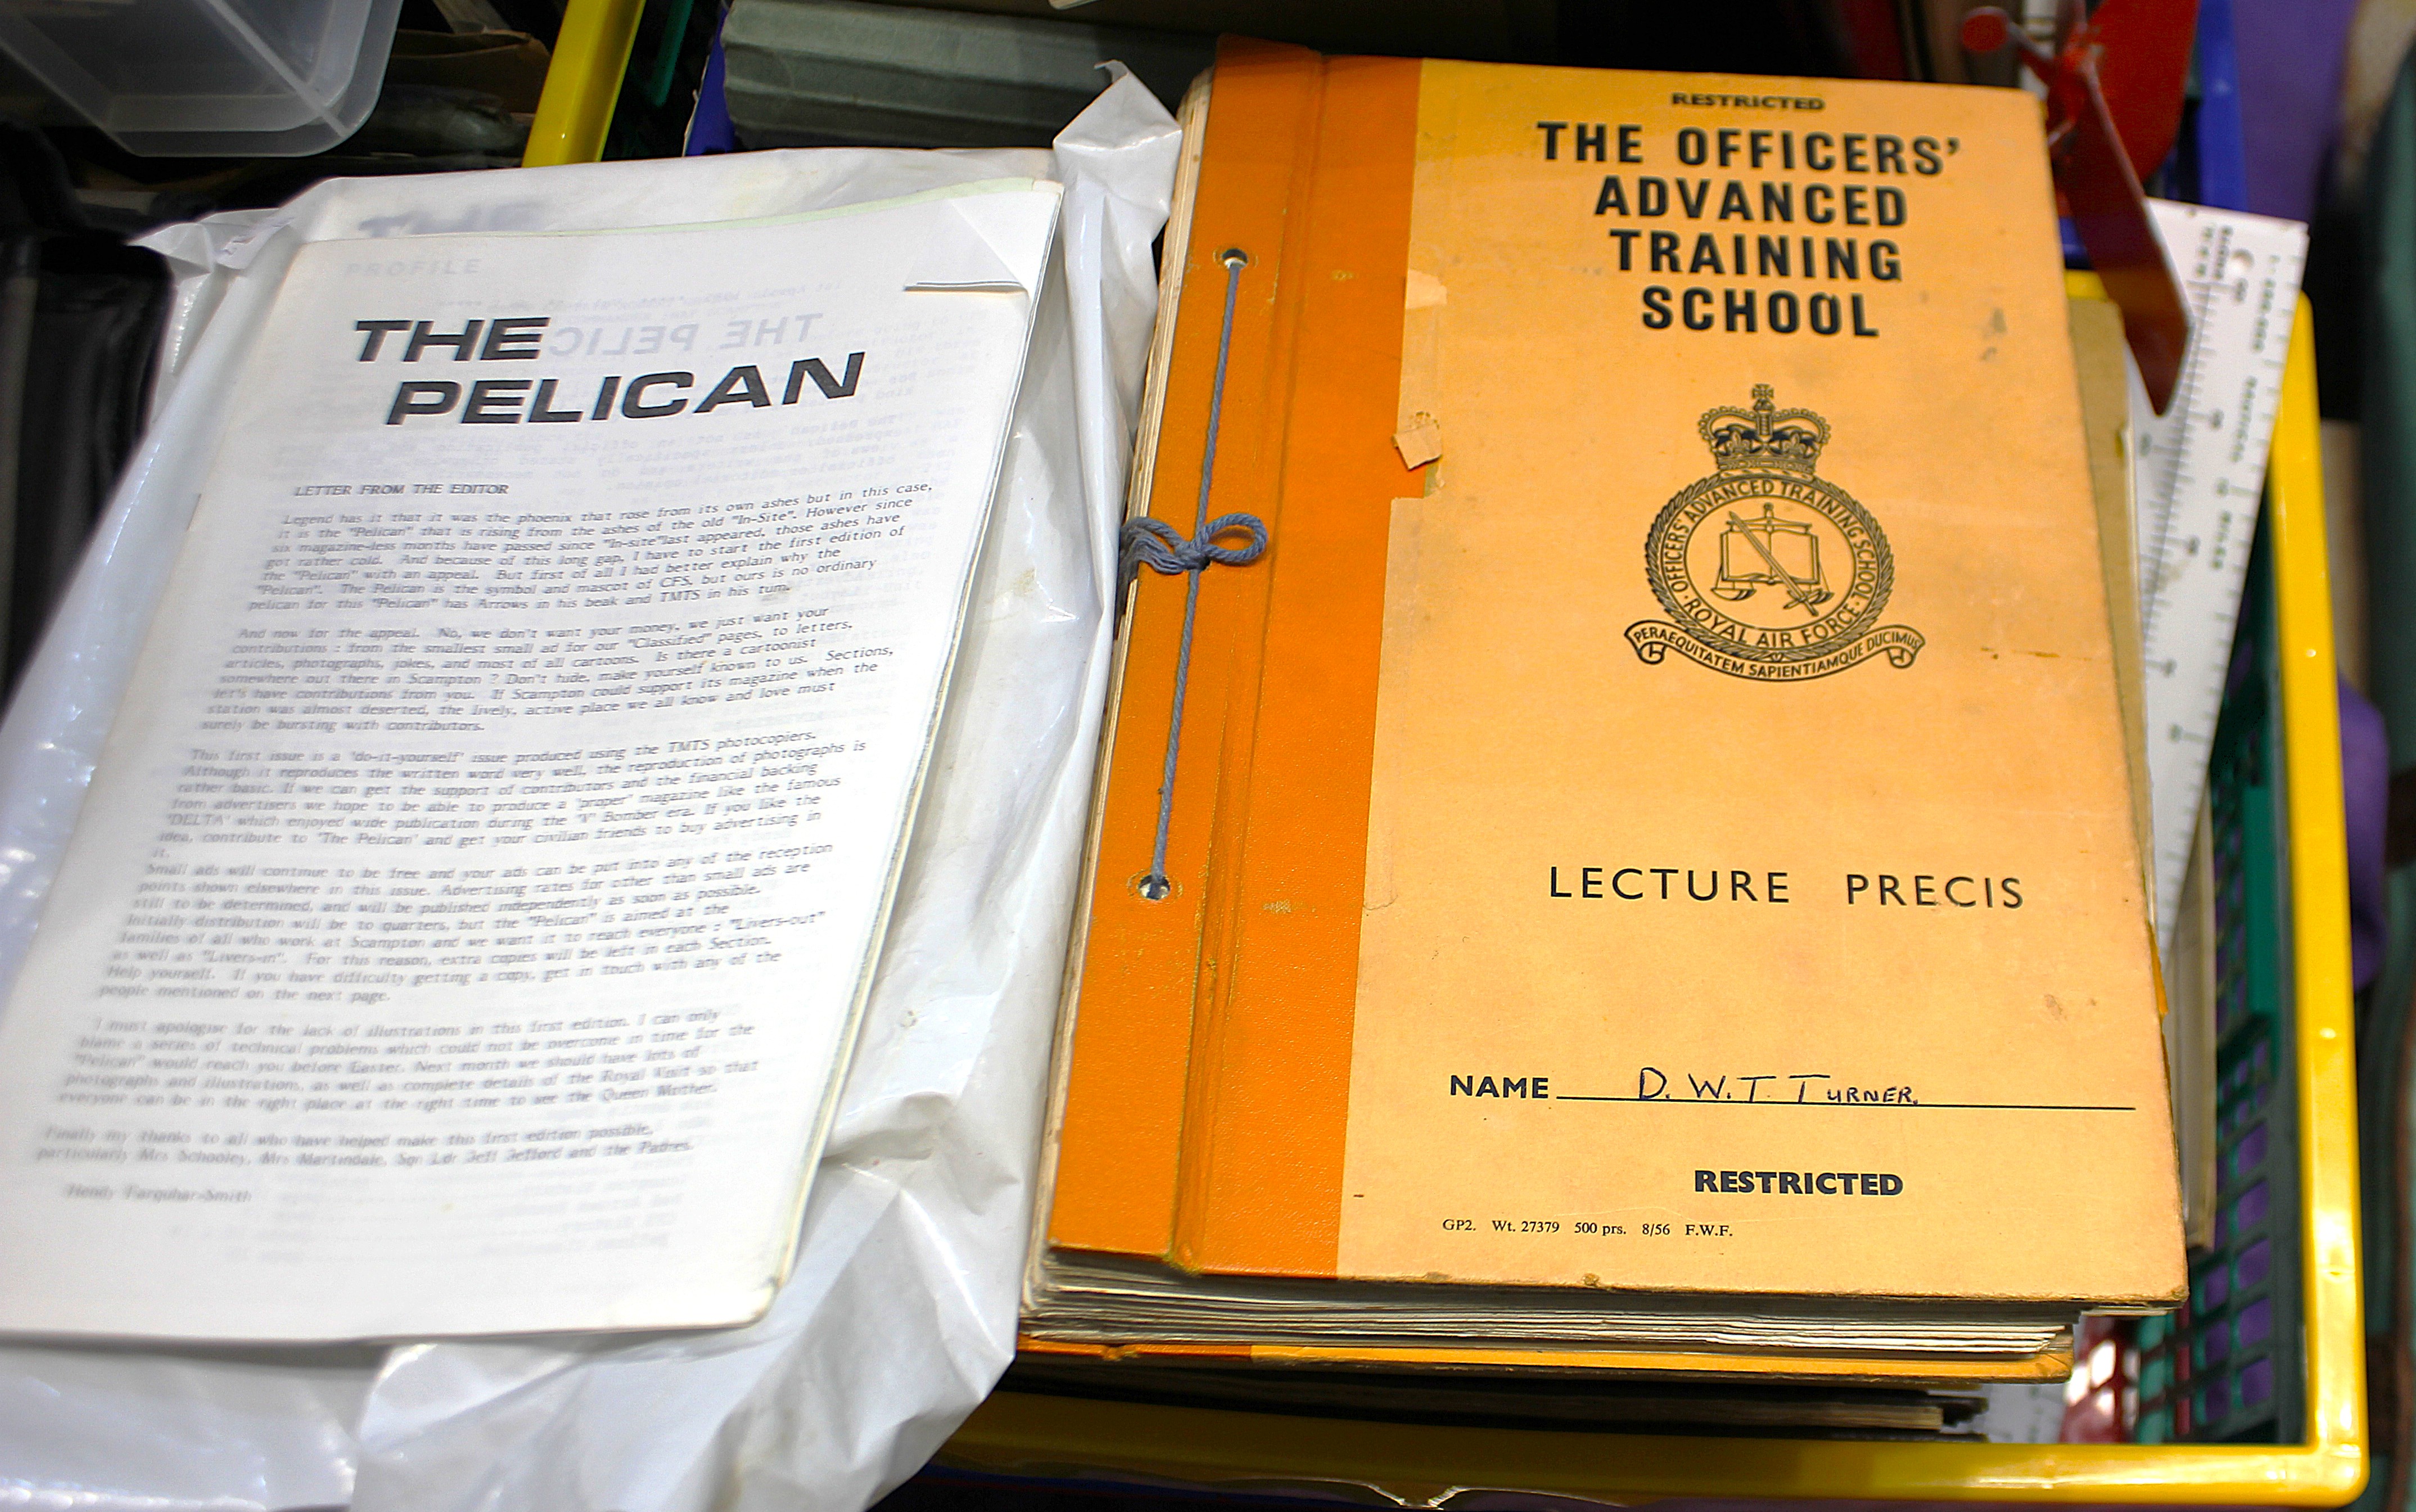 THE
PELICAN
LETTER FROM THE EDITOR
Legend has it that it was the phoenix that rose from its own ashes but in this case,
it is the "Pelican" that is rising from the ashes of the old "In-Site". However since
six magazine-less months have passed since "In-site"last appeared, those ashes have
got rather cold. And because of this long gap, I have to start the first edition of
the "Pelican" with an appeal. But first of all I had better explain why the
"Pelican". The Pelican is the symbol and mascot of CFS, but ours is no ordinary
pelican for this "Pelican" has Arrows in his beak and TMTS in his tum.
And now for the appeal. No, we don't want your money, we just want your
contributions : from the smallest small ad for our "Classified" pages, to letters,
articles, photographs, jokes, and most of all cartoons. Is there a cartoonist
somewhere out there in Scampton ? Don't hide, make yourself known to us. Sections,
let's have contributions from you. If Scampton could support its magazine when the
station was almost deserted, the lively, active place we all know and love must
surely be bursting with contributors.
This first issue is a 'do-it-yourself' issue produced using the TMTS photocopiers.
Although it reproduces the written word very well, the reproduction of photographs is
rather basic. If we can get the support of contributors and the financial backing
from advertisers we hope to be able to produce a 'proper' magazine like the famous
'DELTA' which enjoyed wide publication during the 'V' Bomber era. If you like the
idea, contribute to 'The Pelican' and get your civilian friends to buy advertising in
it.
Small ads will continue to be free and your ads can be put into any of the reception
points shown elsewhere in this issue. Advertising rates for other than small ads are
still to be determined, and will be published independently as soon as possible.
Initially distribution will be to quarters, but the "Pelican" is aimed at the
families of all who work at Scampton and we want it to reach everyone : "Livers-out"
as well as "Livers-in". For this reason, extra copies will be left in each Section.
Help yourself. If you have difficulty getting a copy, get in touch with any of the
people mentioned on the next page.
I must apologise for the lack of illustrations in this first edition. I can only
blame a series of technical problems which could not be overcome in time for the
"Pelican" would reach you before Easter. Next month we should have lots of
photographs and illustrations, as well as complete details of the Royal Visit so that
everyone can be in the right place at the right time to see the Queen Mother.
Finally my thanks to all who have helped make this first edition possible,
particularly Mrs Schooley, Mrs Martindale, Sqn Ldr Jeff Jefford and the Padres.
Farquhar-Smith
PROFILE
RESTRICTED
THE OFFICERS'
ADVANCED
TRAINING
SCHOOL
OFFICERS' ADVANCED TRAINING SCHOOL
ROYAL AIR FORCE
PERAEQUITATEM SAPIENTIAMQUE DUCIMUS
LECTURE PRECIS
NAME D. W. T. TURNER.
RESTRICTED
GP2. Wt. 27379 500 prs. 8/56 F.W.F.